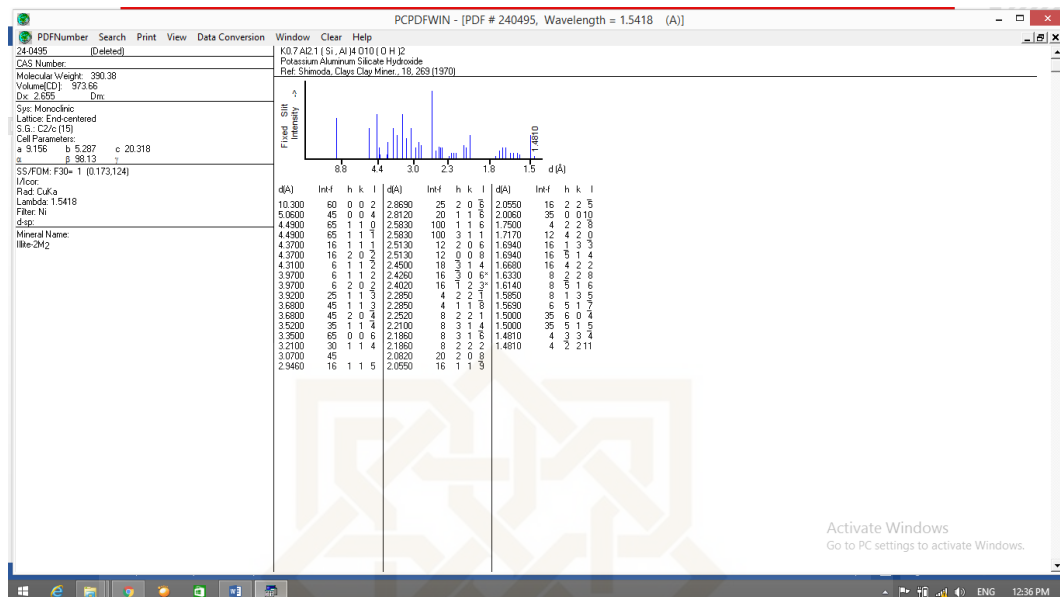 PCPDFWIN - [PDF # 240495, Wavelength = 1.5418 (A)]
PDFNumber Search Print View Data Conversion Window Clear Help
24-0495 (Deleted)
CAS Number:
Molecular Weight: 390.38
Volume[CD]: 973.66
Dx: 2.655 Dm:
Sys: Monoclinic
Lattice: End-centered
S.G.: C2/c (15)
Cell Parameters:
a 9.156 b 5.287 c 20.318
α β 98.13 γ
SS/FOM: F30= 1 (0.173,124)
I/Icor:
Rad: CuKa
Lambda: 1.5418
Filter: Ni
d-sp:
Mineral Name:
Illite-2M2
K0.7 Al2.1 ( Si , Al )4 O10 ( O H )2
Potassium Aluminum Silicate Hydroxide
Ref: Shimoda, Clays Clay Miner., 18, 269 (1970)
Fixed Slit
Intensity ->
1.4810
8.8 4.4 3.0 2.3 1.8 1.5 d (Å)
d(A) Int-f h k l
10.300 60 0 0 2
5.0600 45 0 0 4
4.4900 65 1 1 0
4.4900 65 1 1 1̅
4.3700 16 1 1 1
4.3700 16 2 0 2̅
4.3100 6 1 1 2̅
3.9700 6 1 1 2
3.9700 6 2 0 2
3.9200 25 1 1 3̅
3.6800 45 1 1 3
3.6800 45 2 0 4̅
3.5200 35 1 1 4̅
3.3500 65 0 0 6
3.2100 30 1 1 4
3.0700 45
2.9460 16 1 1 5
d(A) Int-f h k l
2.8690 25 2 0 6̅
2.8120 20 1 1 6̅
2.5830 100 1 1 6
2.5830 100 3 1 1
2.5130 12 2 0 6
2.5130 12 0 0 8
2.4500 18 3̅ 1 4
2.4260 16 3̅ 0 6*
2.4020 16 1̅ 2 3*
2.2850 4 2 2 1̅
2.2850 4 1 1 8̅
2.2520 8 2 2 1
2.2100 8 3 1 4
2.1860 8 3 1 6̅
2.1860 8 2 2 2
2.0820 20 2 0 8
2.0550 16 1 1 9̅
d(A) Int-f h k l
2.0550 16 2 2 5̅
2.0060 35 0 0 10
1.7500 4 2 2 8
1.7170 12 4 2 0
1.6940 16 1 3 3̅
1.6940 16 5̅ 1 4
1.6680 16 4 2 2
1.6330 8 2 2 8
1.6140 8 5̅ 1 6
1.5850 8 1 3 5
1.5690 6 5 1 7̅
1.5000 35 6 0 4
1.5000 35 5 1 5
1.4810 4 3 3 4̅
1.4810 4 2̅ 2 11
Activate Windows
Go to PC settings to activate Windows.
ENG 12:36 PM